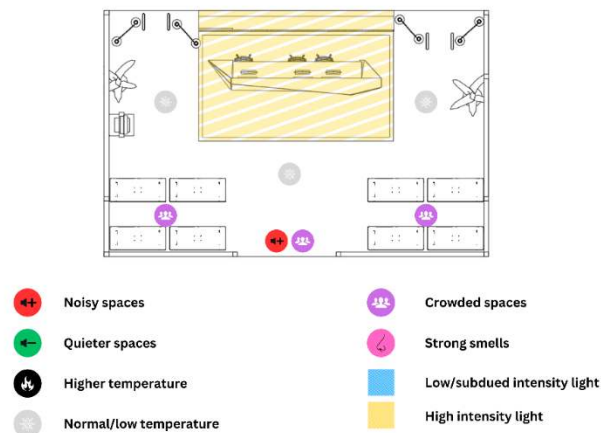 Noisy spaces
Crowded spaces
Quieter spaces
Strong smells
Higher temperature
Low/subdued intensity light
Normal/low temperature
High intensity light